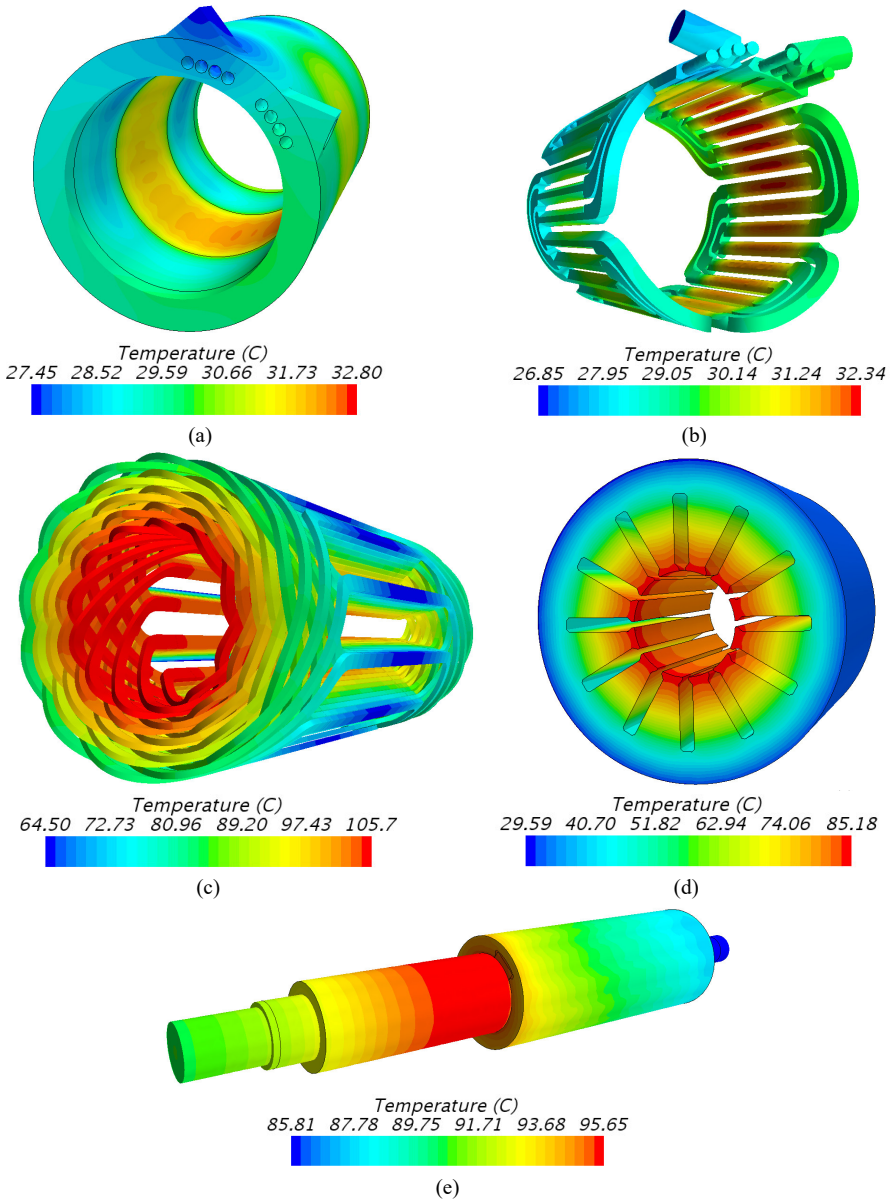 Temperature (C)
27.45 28.52 29.59 30.66 31.73 32.80
(a)
Temperature (C)
26.85 27.95 29.05 30.14 31.24 32.34
(b)
Temperature (C)
64.50 72.73 80.96 89.20 97.43 105.7
(c)
Temperature (C)
29.59 40.70 51.82 62.94 74.06 85.18
(d)
Temperature (C)
85.81 87.78 89.75 91.71 93.68 95.65
(e)